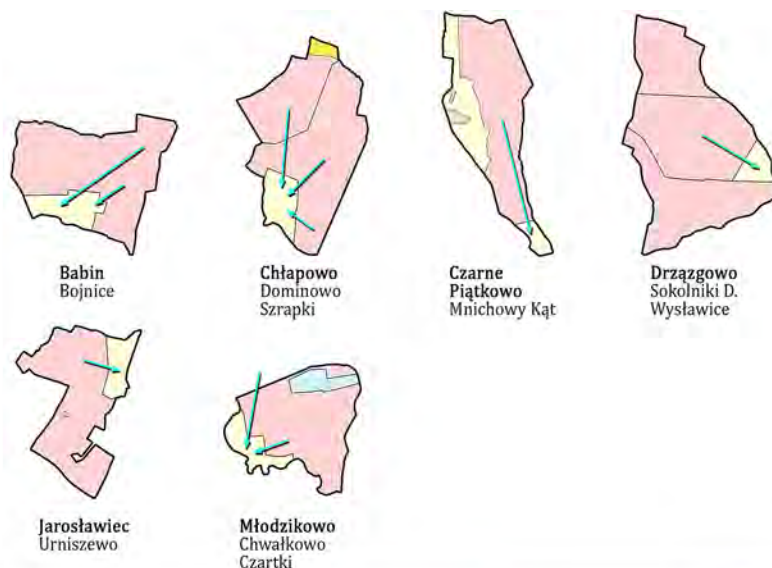 Babin
Bojnice
Chłapowo
Dominowo
Szrapki
Czarne
Piątkowo
Mnichowy Kąt
Drzązgowo
Sokolniki D.
Wysławice
Jarosławiec
Urniszewo
Młodzikowo
Chwałkowo
Czartki